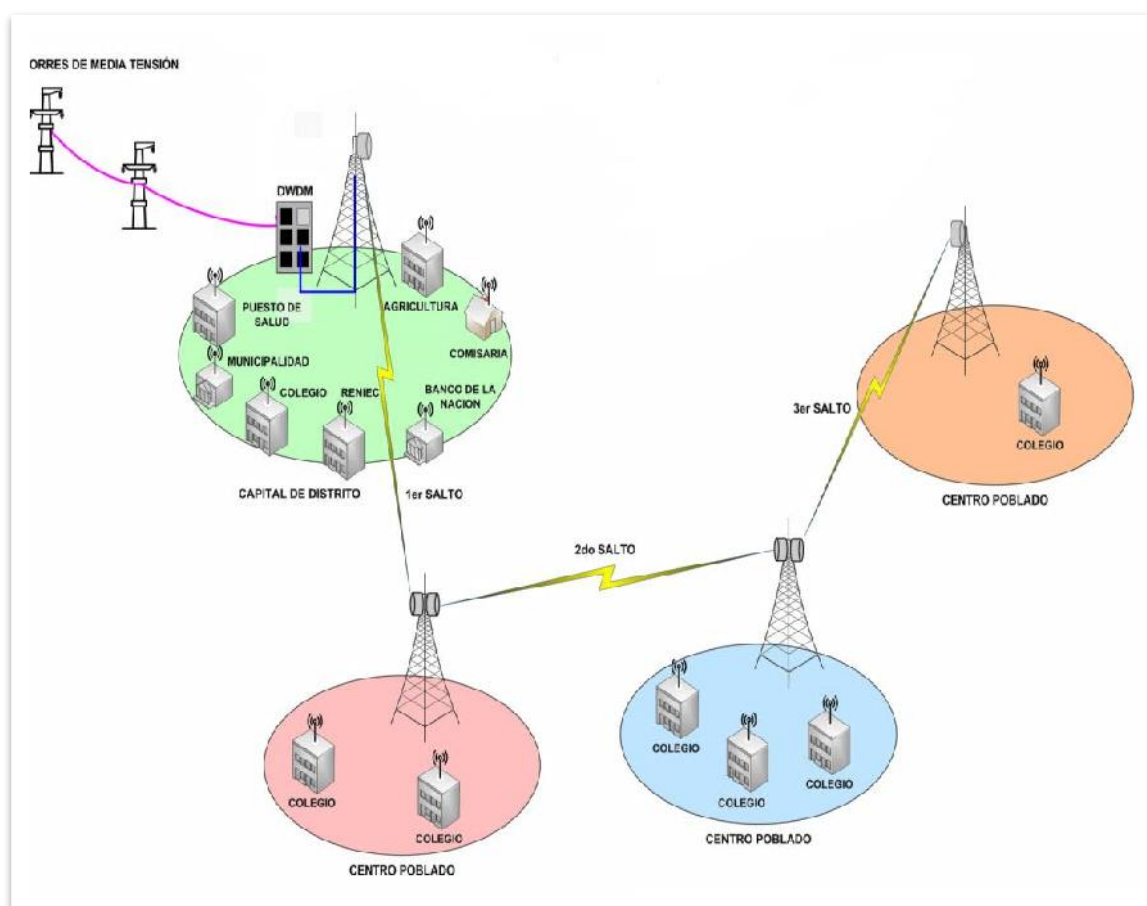 ORRES DE MEDIA TENSIÓN
DWDM
PUESTO DE
SALUD
AGRICULTURA
COMISARIA
MUNICIPALIDAD
COLEGIO
RENIEC
BANCO DE LA
NACION
CAPITAL DE DISTRITO
1er SALTO
3er SALTO
COLEGIO
CENTRO POBLADO
2do SALTO
COLEGIO
COLEGIO
COLEGIO
CENTRO POBLADO
COLEGIO
COLEGIO
CENTRO POBLADO